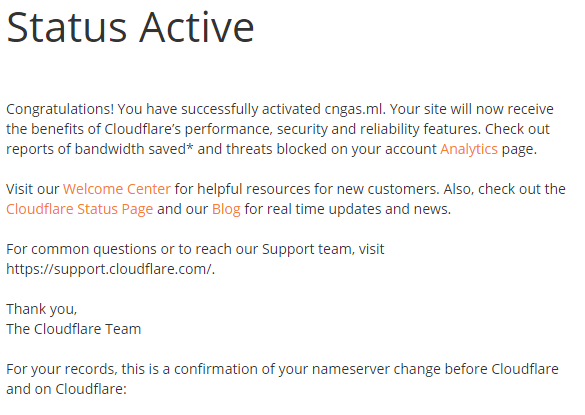 Status Active
Congratulations! You have successfully activated cngas.ml. Your site will now receive
the benefits of Cloudflare’s performance, security and reliability features. Check out
reports of bandwidth saved* and threats blocked on your account Analytics page.
Visit our Welcome Center for helpful resources for new customers. Also, check out the
Cloudflare Status Page and our Blog for real time updates and news.
For common questions or to reach our Support team, visit
https://support.cloudflare.com/.
Thank you,
The Cloudflare Team
For your records, this is a confirmation of your nameserver change before Cloudflare
and on Cloudflare: